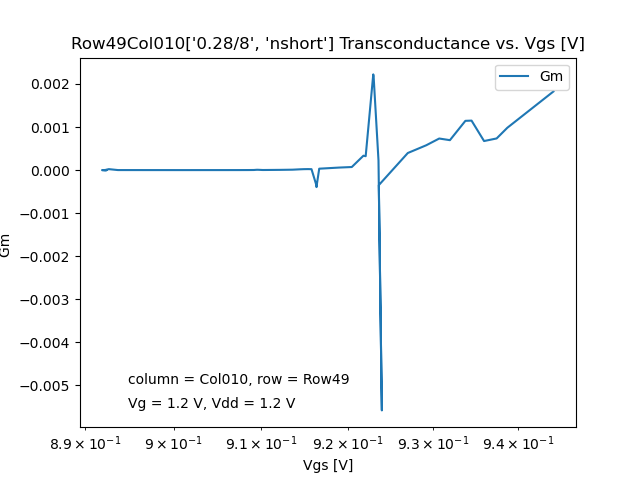 Row49Col010['0.28/8', 'nshort'] Transconductance vs. Vgs [V]
Gm
0.002
0.001
0.000
−0.001
−0.002
−0.003
−0.004
−0.005
Gm
column = Col010, row = Row49
Vg = 1.2 V, Vdd = 1.2 V
8.9 × 10⁻¹ 9 × 10⁻¹ 9.1 × 10⁻¹ 9.2 × 10⁻¹ 9.3 × 10⁻¹ 9.4 × 10⁻¹
Vgs [V]